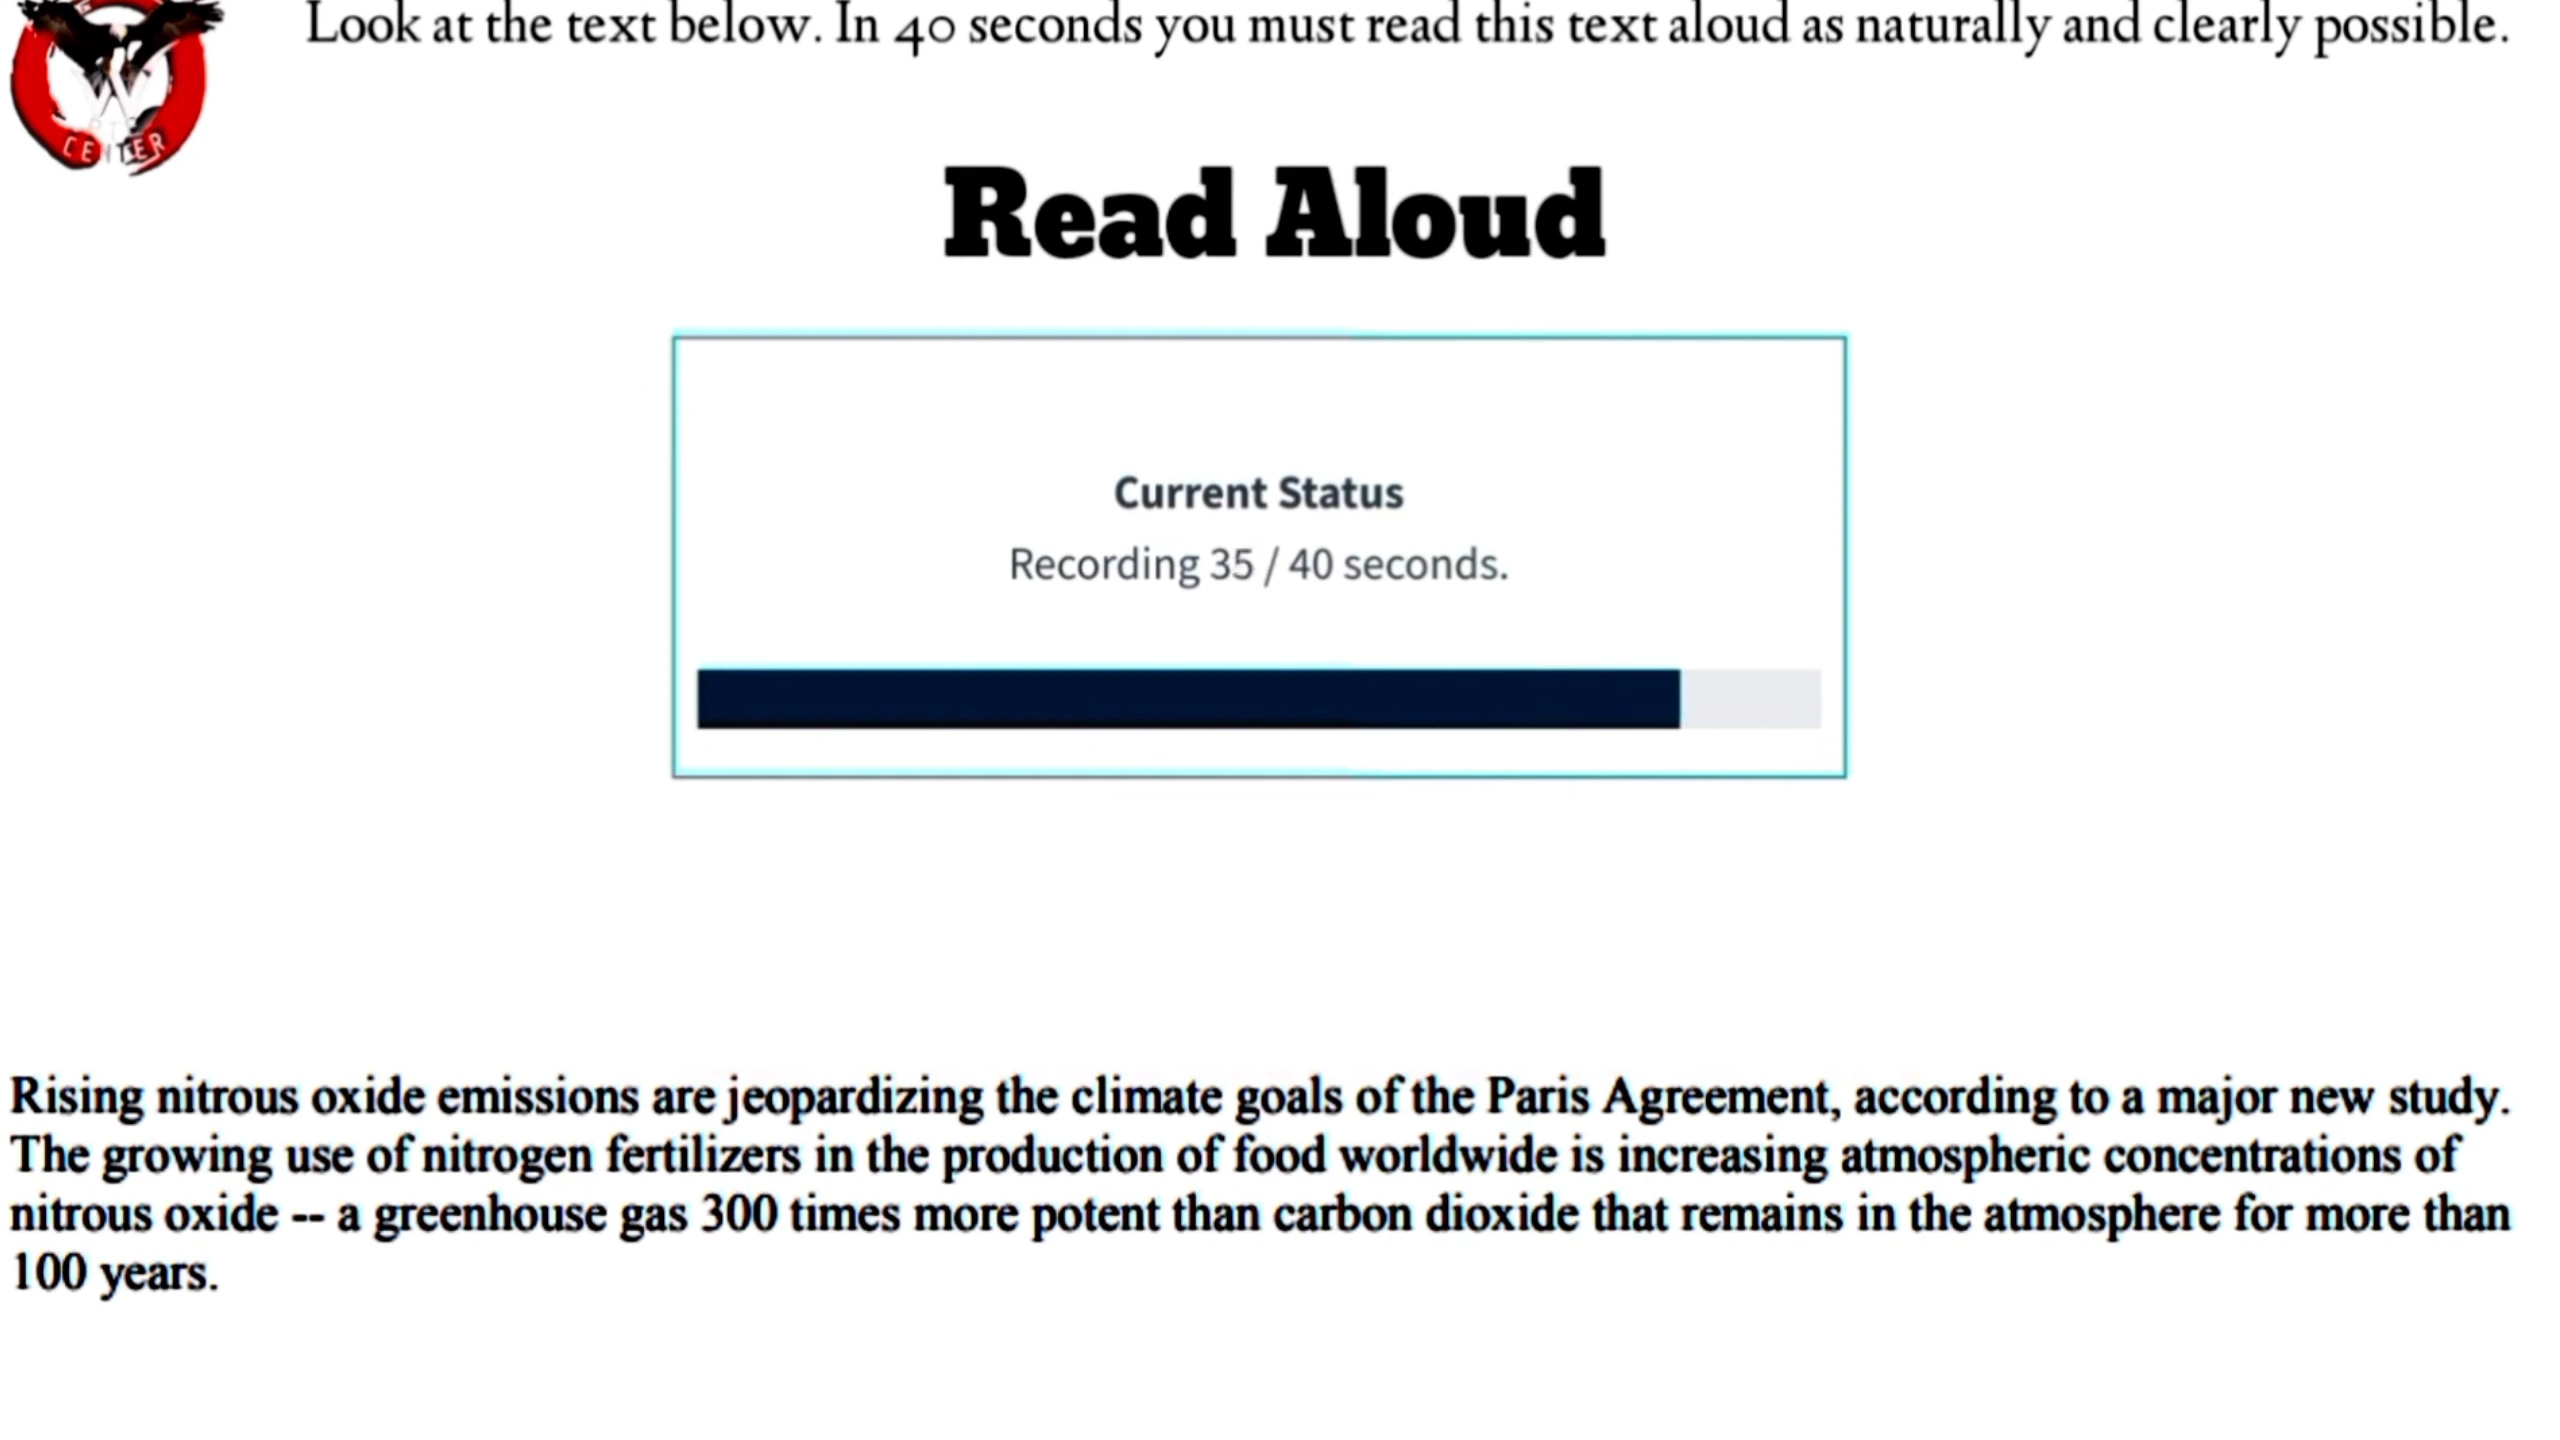 Look at the text below. In 40 seconds you must read this text aloud as naturally and clearly possible.
CENTER
Read Aloud
Current Status
Recording 35 / 40 seconds.
Rising nitrous oxide emissions are jeopardizing the climate goals of the Paris Agreement, according to a major new study.
The growing use of nitrogen fertilizers in the production of food worldwide is increasing atmospheric concentrations of
nitrous oxide -- a greenhouse gas 300 times more potent than carbon dioxide that remains in the atmosphere for more than
100 years.